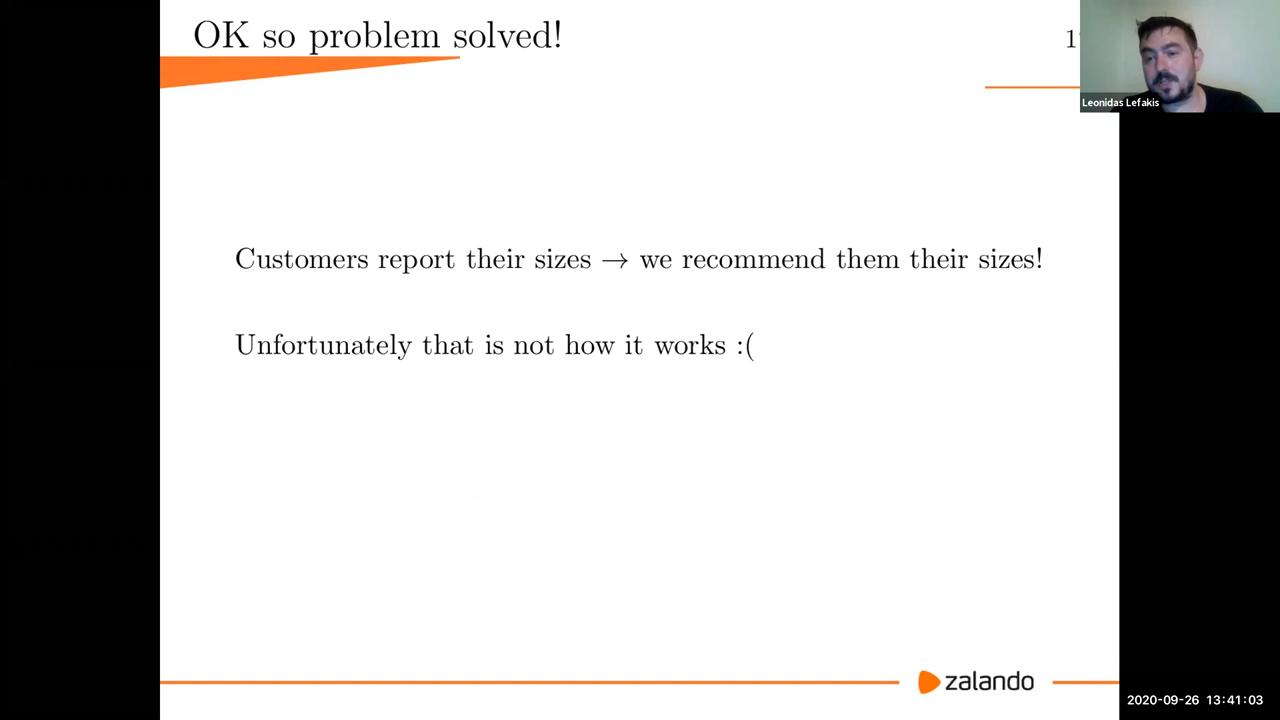 OK so problem solved!
Leonidas Lefakis
Customers report their sizes → we recommend them their sizes!
Unfortunately that is not how it works :(
zalando
2020-09-26 13:41:03